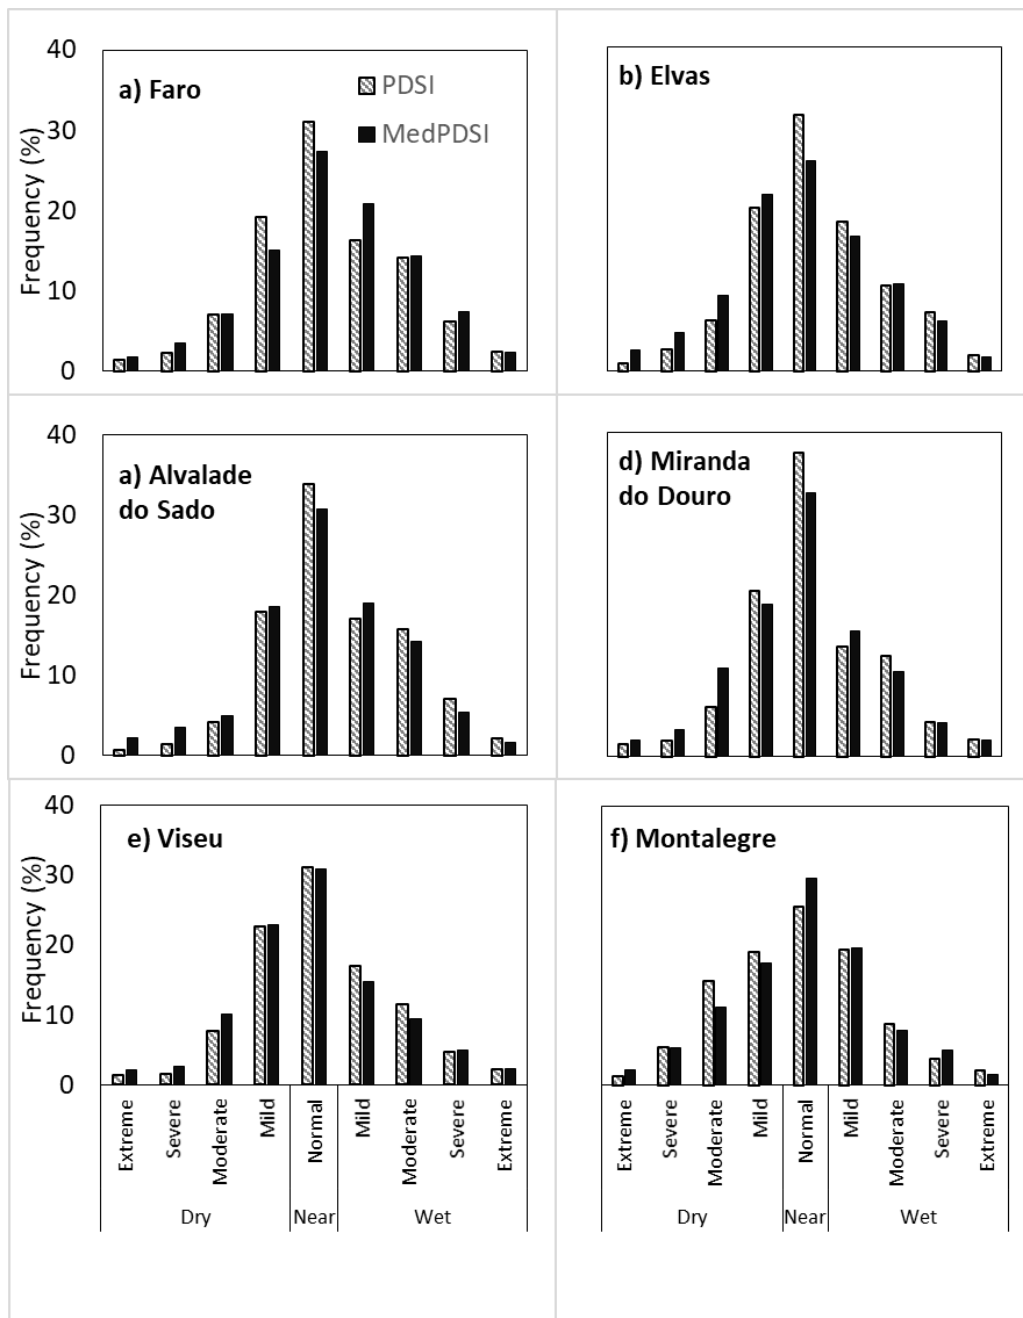 40
30
20
10
0
Frequency (%)
a) Faro
PDSI
MedPDSI
b) Elvas
40
30
20
10
0
Frequency (%)
a) Alvalade
do Sado
d) Miranda
do Douro
40
30
20
10
0
Frequency (%)
e) Viseu
f) Montalegre
Extreme
Severe
Moderate
Mild
Normal
Mild
Moderate
Severe
Extreme
Dry
Near
Wet
Extreme
Severe
Moderate
Mild
Normal
Mild
Moderate
Severe
Extreme
Dry
Near
Wet